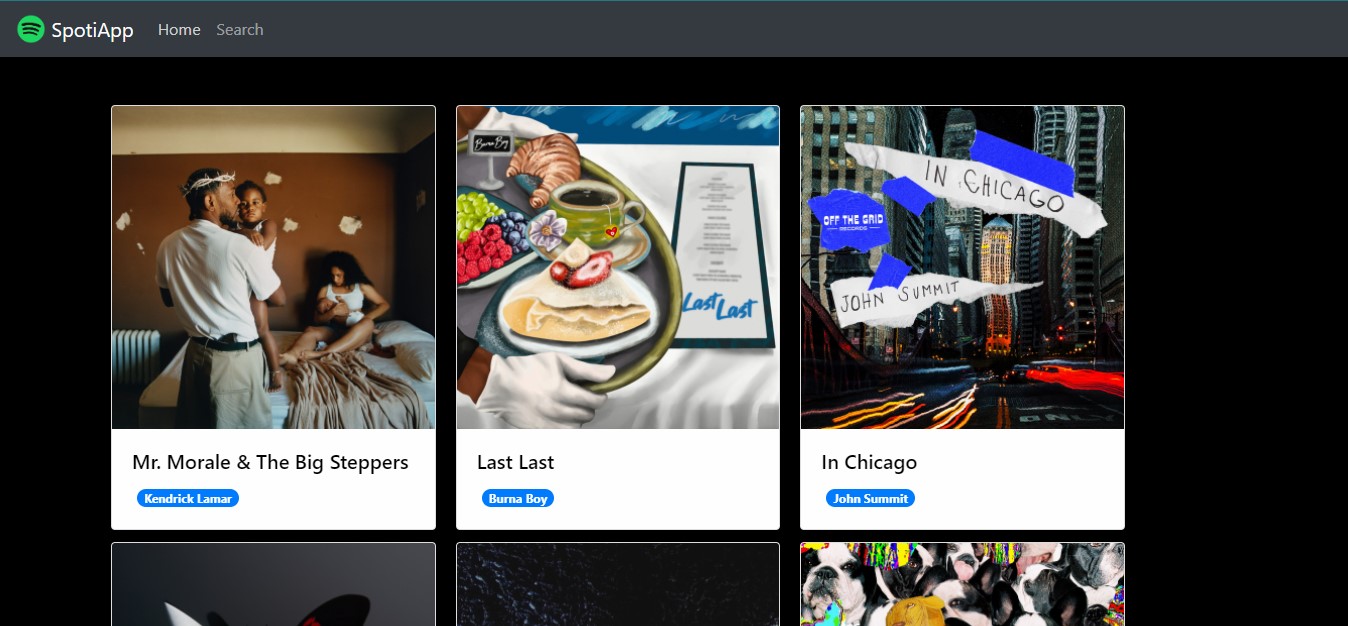 SpotiApp Home Search
Burna Boy
Last Last
IN CHICAGO
OFF THE GRID
RECORDS
JOHN SUMMIT
ON
Mr. Morale & The Big Steppers
Kendrick Lamar
Last Last
Burna Boy
In Chicago
John Summit